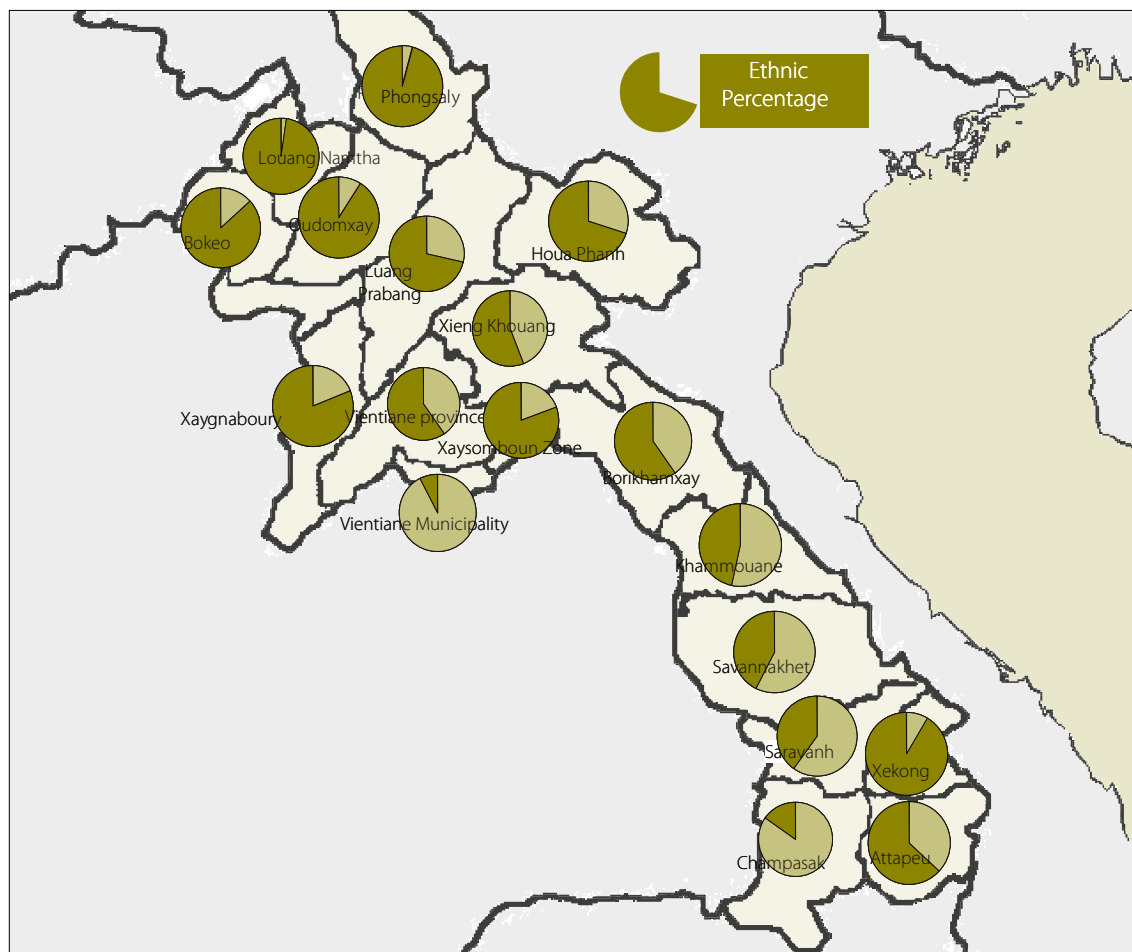 Ethnic
Percentage
Phongsaly
Louang Namtha
Oudomxay
Bokeo
Houa Phanh
Luang
Prabang
Xieng Khouang
Xaygnaboury
Vientiane province
Xaysomboun Zone
Borikhamxay
Vientiane Municipality
Khammouane
Savannakhet
Saravanh
Xekong
Champasak
Attapeu